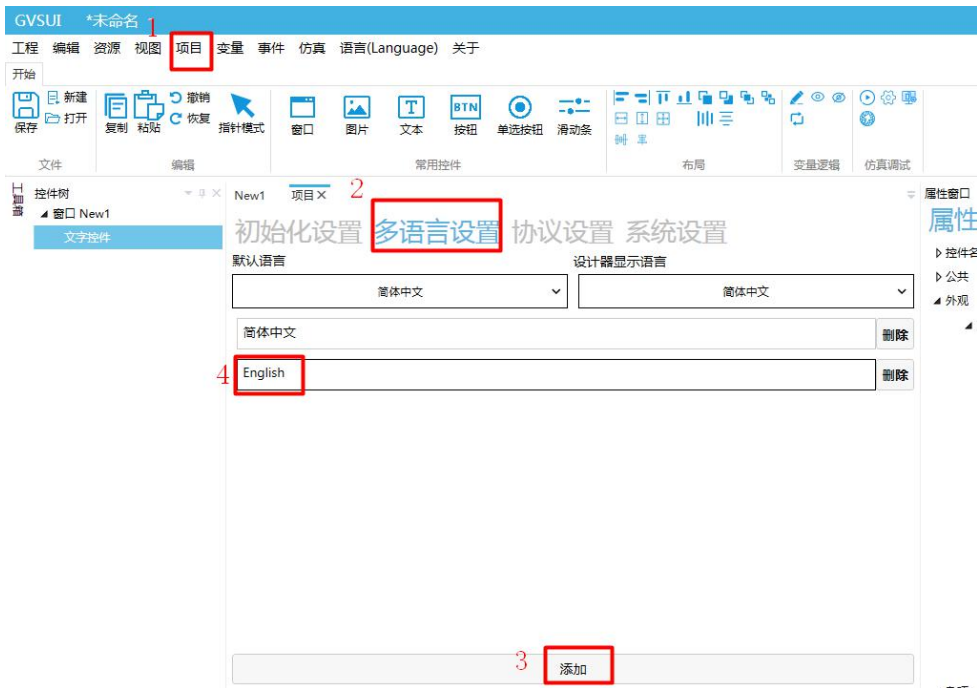 GVSUI *未命名
1
工程 编辑 资源 视图 项目 变量 事件 仿真 语言(Language) 关于
开始
保存 新建 打开 复制 粘贴 撤销 恢复 指针模式 窗口 图片 文本 BTN 按钮 单选按钮 滑动条
文件 编辑 常用控件 布局 变量逻辑 仿真调试
工具箱
控件树
窗口 New1
文字控件
New1 项目 2
初始化设置 多语言设置 协议设置 系统设置
默认语言 设计器显示语言
简体中文 简体中文
简体中文 删除
4 English 删除
3 添加
属性窗口
属性
控件名
公共
外观